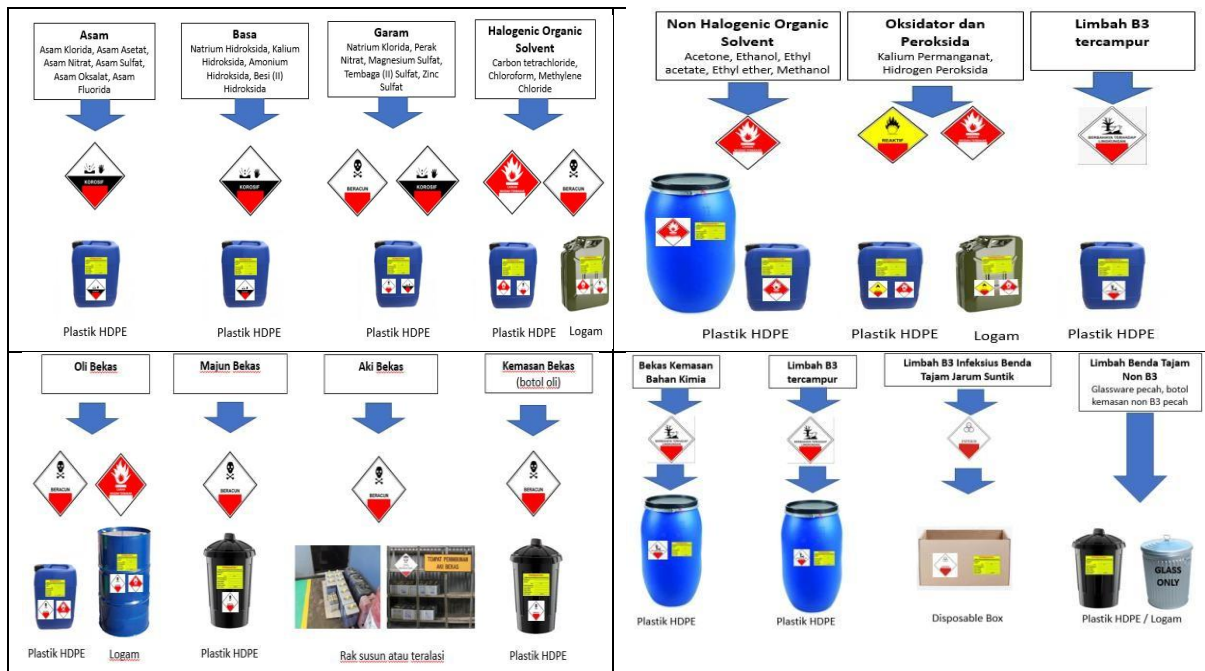 Asam
Asam Klorida, Asam Asetat,
Asam Nitrat, Asam Sulfat,
Asam Oksalat, Asam
Fluorida
Basa
Natrium Hidroksida, Kalium
Hidroksida, Amonium
Hidroksida, Besi (II)
Hidroksida
Garam
Natrium Klorida, Perak
Nitrat, Magnesium Sulfat,
Tembaga (II) Sulfat, Zinc
Sulfat
Halogenic Organic
Solvent
Carbon tetrachloride,
Chloroform, Methylene
Chloride
KOROSIF
KOROSIF
BERACUN
KOROSIF
BERACUN
Plastik HDPE
Plastik HDPE
Plastik HDPE
Plastik HDPE
Logam
Non Halogenic Organic
Solvent
Acetone, Ethanol, Ethyl
acetate, Ethyl ether, Methanol
Oksidator dan
Peroksida
Kalium Permanganat,
Hidrogen Peroksida
Limbah B3
tercampur
REAKTIF
BERBAHAYA TERHADAP
LINGKUNGAN
Plastik HDPE
Plastik HDPE
Logam
Plastik HDPE
Oli Bekas
Majun Bekas
Aki Bekas
Kemasan Bekas
(botol oli)
BERACUN
BERACUN
BERACUN
BERACUN
TEMPAT PENYIMPANAN
AKI BEKAS
Plastik HDPE
Logam
Plastik HDPE
Rak susun atau teralasi
Plastik HDPE
Bekas Kemasan
Bahan Kimia
Limbah B3
tercampur
Limbah B3 Infeksius Benda
Tajam Jarum Suntik
Limbah Benda Tajam
Non B3
Glassware pecah, botol
kemasan non B3 pecah
GLASS
ONLY
Plastik HDPE
Plastik HDPE
Disposable Box
Plastik HDPE / Logam